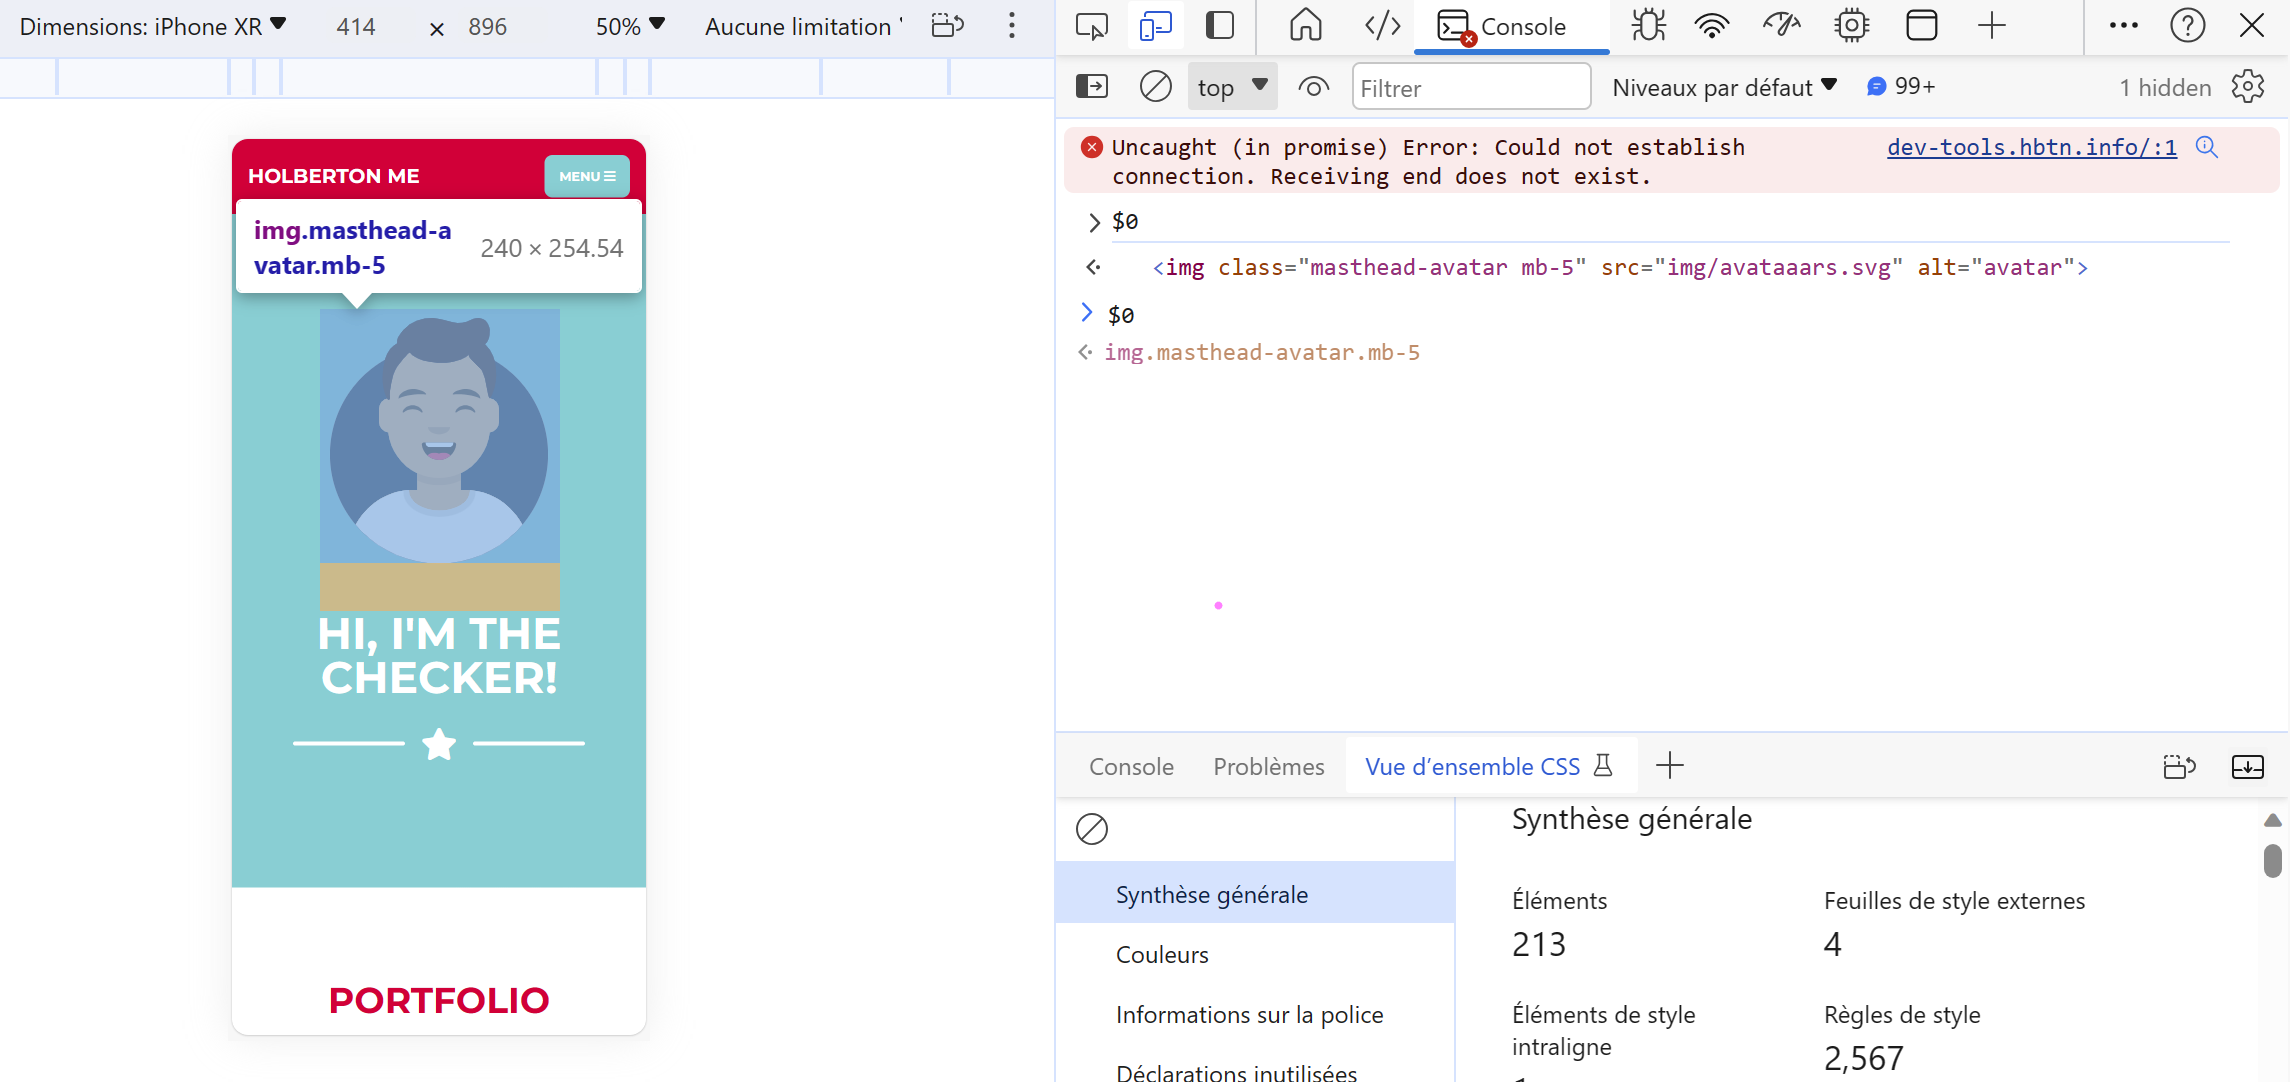 Dimensions: iPhone XR 414 × 896 50% Aucune limitation
Console
top Filtrer Niveaux par défaut 99+ 1 hidden
HOLBERTON ME MENU
img.masthead-a
vatar.mb-5
240 × 254.54
HI, I'M THE
CHECKER!
PORTFOLIO
Uncaught (in promise) Error: Could not establish dev-tools.hbtn.info/:1
connection. Receiving end does not exist.
$0
<img class="masthead-avatar mb-5" src="img/avataaars.svg" alt="avatar">
$0
img.masthead-avatar.mb-5
Console Problèmes Vue d’ensemble CSS
Synthèse générale
Couleurs
Informations sur la police
Déclarations inutilisées
Synthèse générale
Éléments Feuilles de style externes
213 4
Éléments de style Règles de style
intraligne 2,567